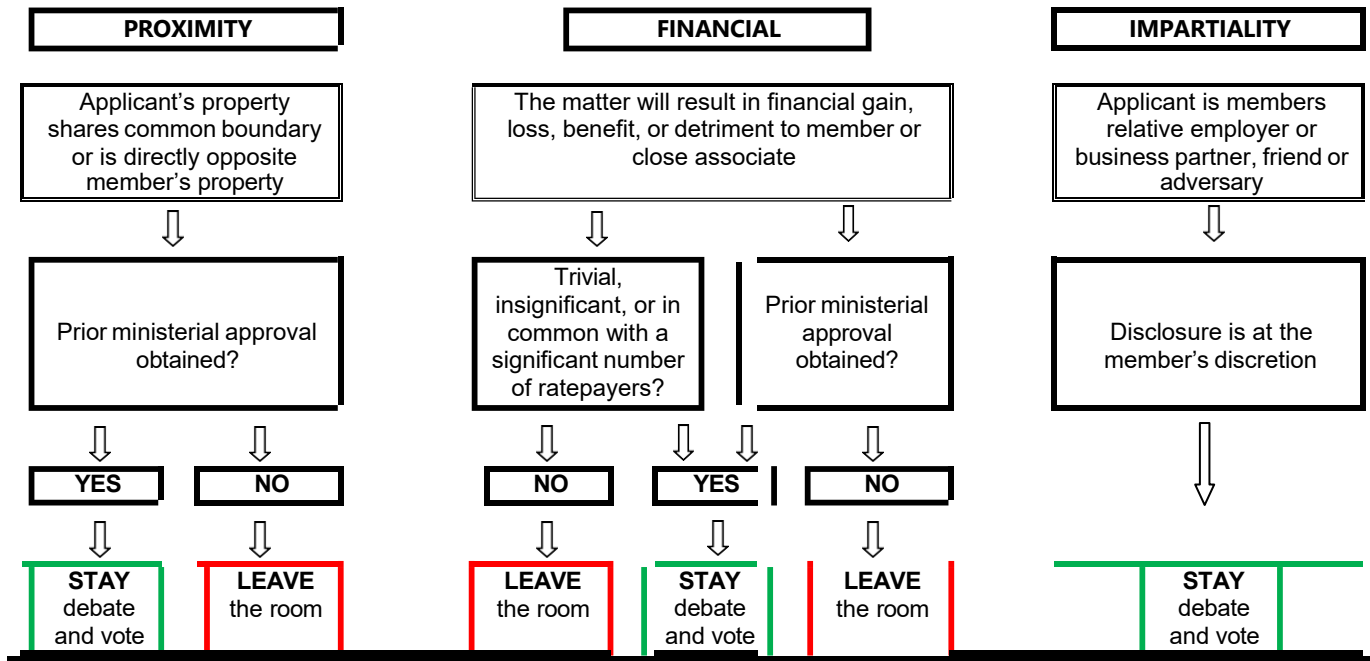 PROXIMITY
FINANCIAL
IMPARTIALITY
Applicant’s property
shares common boundary
or is directly opposite
member’s property
The matter will result in financial gain,
loss, benefit, or detriment to member or
close associate
Applicant is members
relative employer or
business partner, friend or
adversary
Prior ministerial approval
obtained?
Trivial,
insignificant, or in
common with a
significant number
of ratepayers?
Prior ministerial
approval
obtained?
Disclosure is at the
member’s discretion
YES
NO
NO
YES
NO
STAY
debate
and vote
LEAVE
the room
LEAVE
the room
STAY
debate
and vote
LEAVE
the room
STAY
debate
and vote